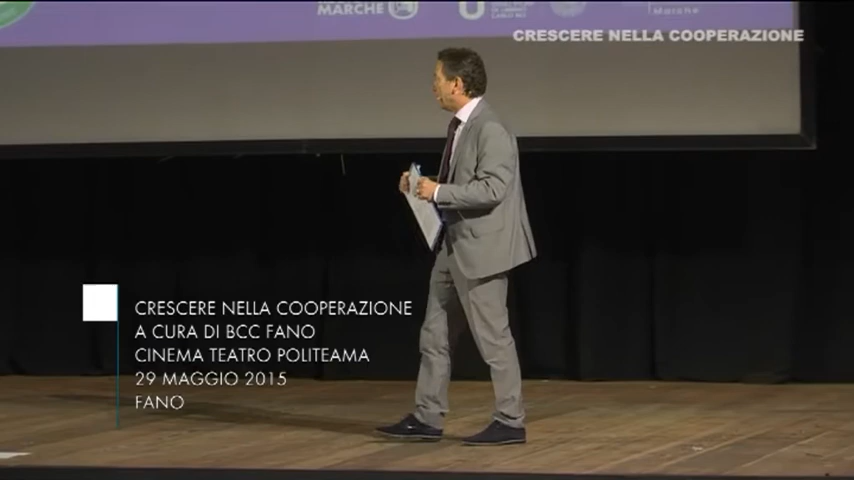 MARCHE
Marche
CRESCERE NELLA COOPERAZIONE
CRESCERE NELLA COOPERAZIONE
A CURA DI BCC FANO
CINEMA TEATRO POLITEAMA
29 MAGGIO 2015
FANO